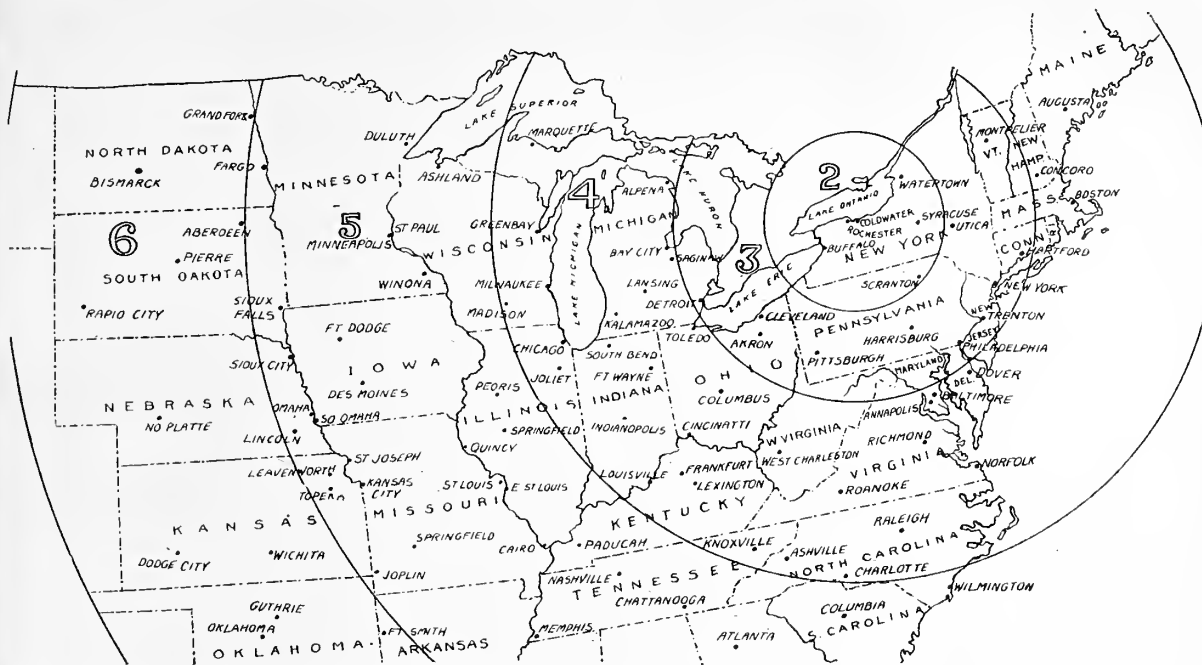 MAINE
GRANDFORKS
LAKE SUPERIOR
AUGUSTA
DULUTH
MARQUETTE
MONTPELIER
NORTH DAKOTA
VT.
NEW
HAMP.
FARGO
ASHLAND
BISMARCK
MINNESOTA
2
4
ALPENA
LAKE HURON
WATERTOWN
CONCORD
LAKE ONTARIO
MASS
BOSTON
6
ABERDEEN
5
ST PAUL
GREENBAY
MICHIGAN
COLDWATER
ROCHESTER
SYRACUSE
UTICA
MINNEAPOLIS
WISCONSIN
BUFFALO
NEW YORK
CONN
HARTFORD
PIERRE
SOUTH DAKOTA
LAKE MICHIGAN
BAY CITY
SAGINAW
3
WINONA
MILWAUKEE
LANSING
LAKE ERIE
SCRANTON
NEW YORK
RAPID CITY
SIOUX
FALLS
MADISON
DETROIT
NEW
JERSEY
KALAMAZOO
CLEVELAND
PENNSYLVANIA
TRENTON
FT DODGE
TOLEDO
AKRON
HARRISBURG
PHILADELPHIA
SIOUX CITY
CHICAGO
SOUTH BEND
PITTSBURGH
MARYLAND
IOWA
JOLIET
FT WAYNE
OHIO
DEL.
DOVER
DES MOINES
PEORIS
INDIANA
COLUMBUS
BALTIMORE
NEBRASKA
OMAHA
SO OMAHA
ILLINOIS
ANNAPOLIS
NO PLATTE
LINCOLN
SPRINGFIELD
INDIANOPOLIS
CINCINATTI
W.VIRGINIA
RICHMOND
QUINCY
ST JOSEPH
LEAVENWORTH
LOUISVILLE
FRANKFURT
WEST CHARLESTON
VIRGINIA
NORFOLK
TOPEKA
KANSAS
CITY
ST LOUIS
E ST LOUIS
LEXINGTON
ROANOKE
MISSOURI
KENTUCKY
KANSAS
RALEIGH
SPRINGFIELD
CAIRO
PADUCAH
KNOXVILLE
ASHVILLE
NORTH CAROLINA
DODGE CITY
WICHITA
JOPLIN
NASHVILLE
TENNESSEE
CHARLOTTE
WILMINGTON
GUTHRIE
CHATTANOOGA
COLUMBIA
S. CAROLINA
OKLAHOMA
FT SMITH
MEMPHIS
ATLANTA
OKLAHOMA
ARKANSAS